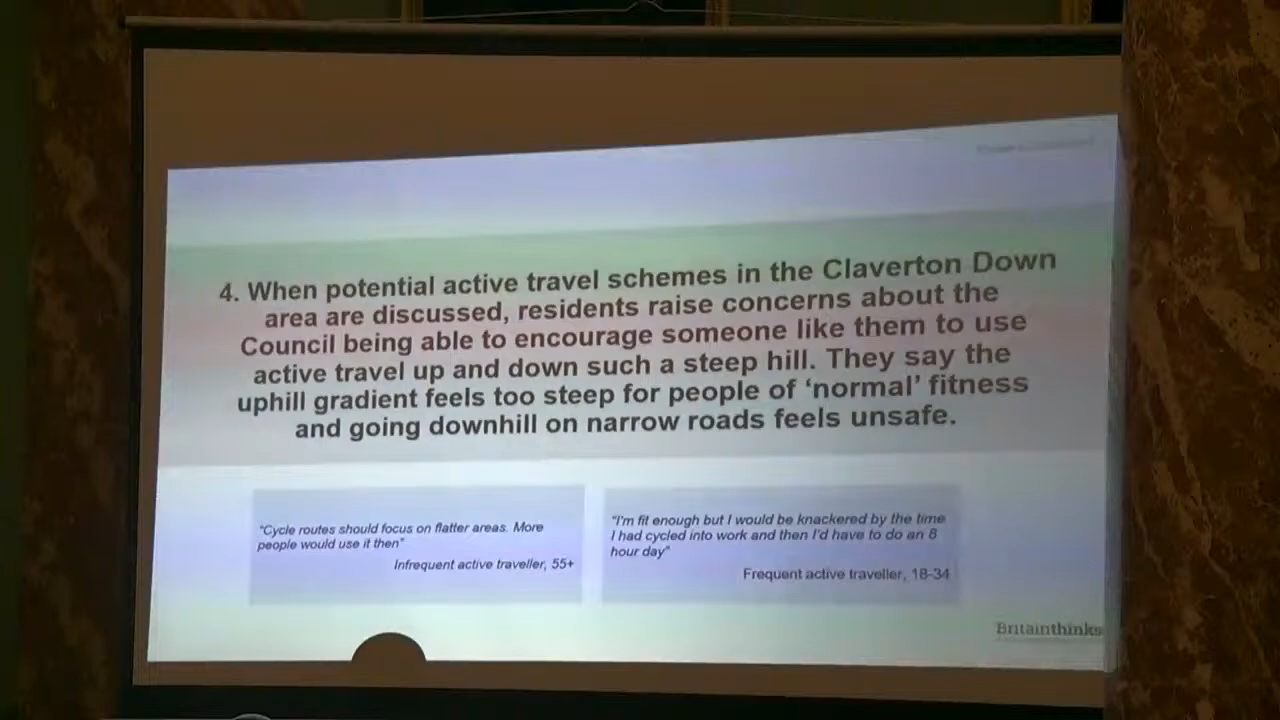 4. When potential active travel schemes in the Claverton Down
area are discussed, residents raise concerns about the
Council being able to encourage someone like them to use
active travel up and down such a steep hill. They say the
uphill gradient feels too steep for people of ‘normal’ fitness
and going downhill on narrow roads feels unsafe.
"Cycle routes should focus on flatter areas. More
people would use it then"
Infrequent active traveller, 55+
"I'm fit enough but I would be knackered by the time
I had cycled into work and then I'd have to do an 8
hour day"
Frequent active traveller, 18-34
Britainthinks